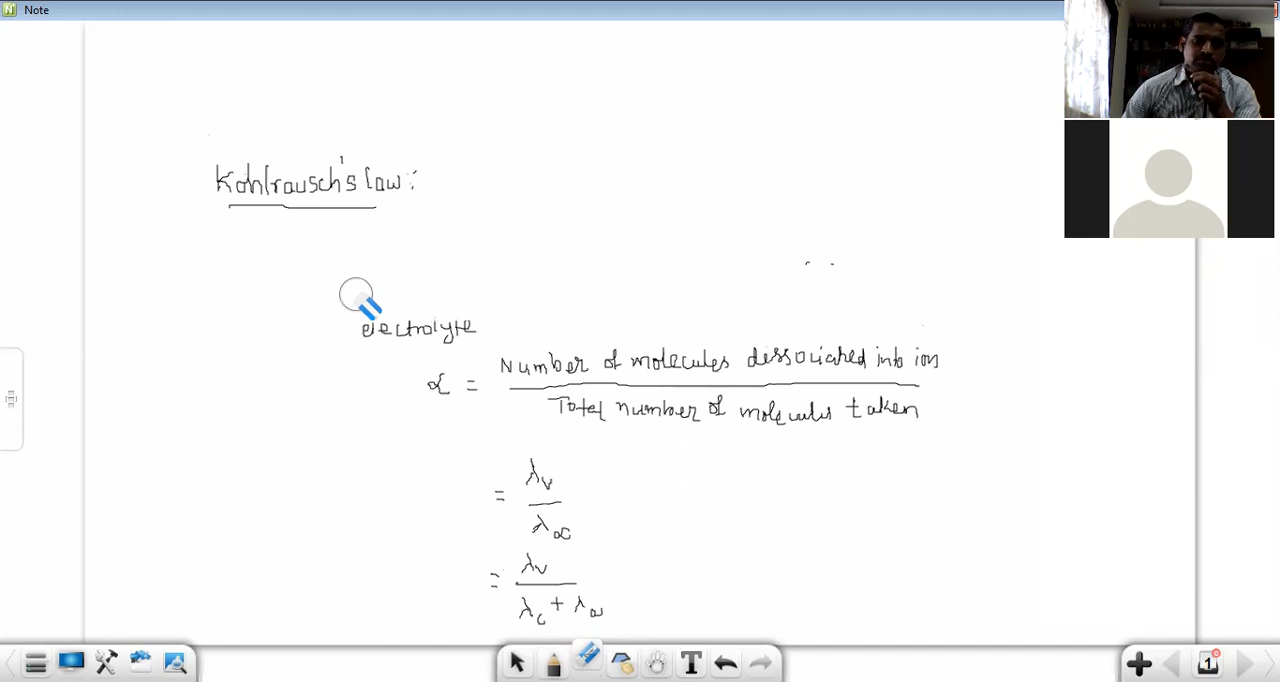 Note
Kohlrausch's law:
electrolyte
α = Number of molecules dissociated into ion
Total number of molecules taken
= λv
λ∝
= λv
λc + λa
T
1